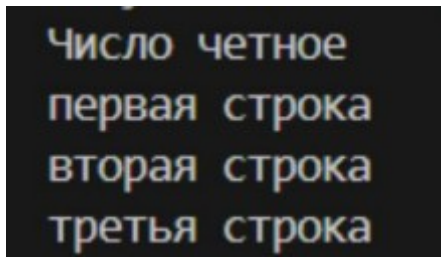 Число четное
первая строка
вторая строка
третья строка